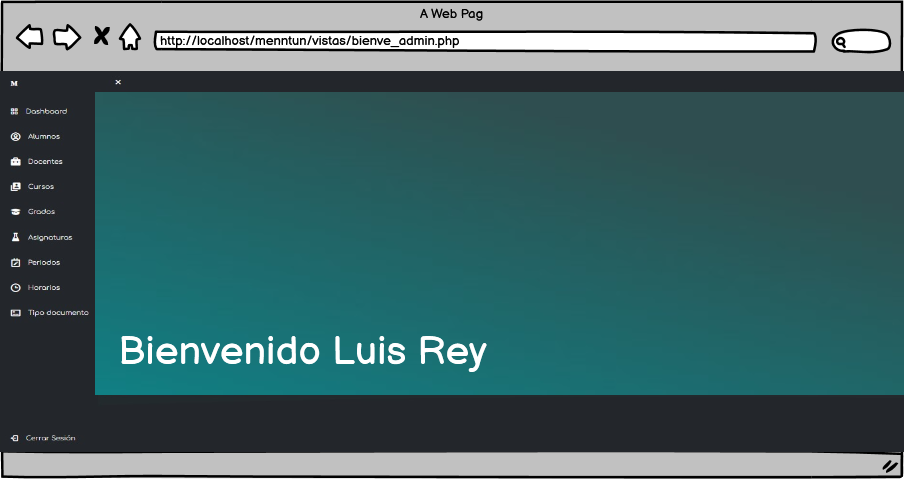 A Web Pag
http://localhost/menntun/vistas/bienve_admin.php
M
×
Dashboard
Alumnos
Docentes
Cursos
Grados
Asignaturas
Periodos
Horarios
Tipo documento
Bienvenido Luis Rey
Cerrar Sesión